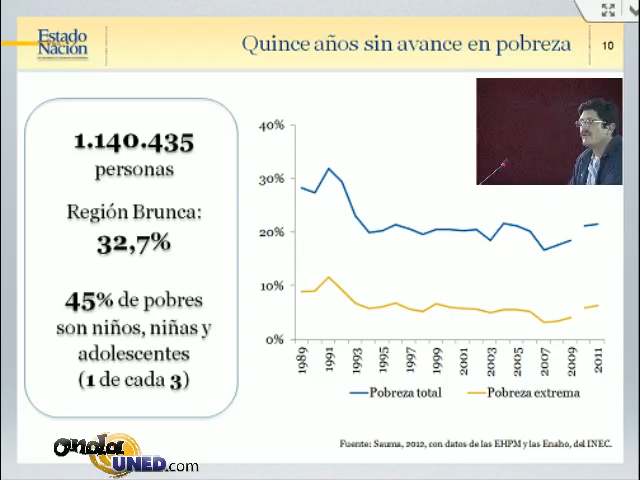 Estado
Nación
Quince años sin avance en pobreza
10
1.140.435
personas
Región Brunca:
32,7%
45% de pobres
son niños, niñas y
adolescentes
(1 de cada 3)
40%
30%
20%
10%
0%
1989
1991
1993
1995
1997
1999
2001
2003
2005
2007
2009
2011
Pobreza total
Pobreza extrema
Fuente: Sauma, 2012, con datos de las EHPM y las Enaho, del INEC.
onda
UNED.com